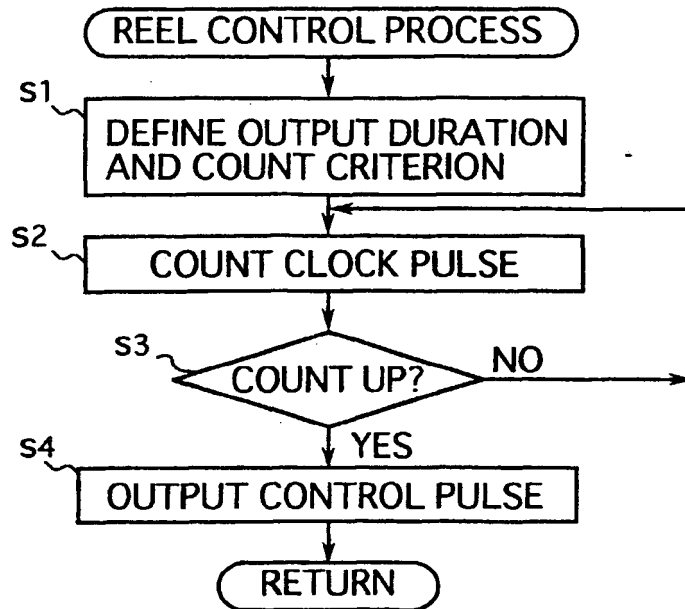 REEL CONTROL PROCESS
S1
DEFINE OUTPUT DURATION
AND COUNT CRITERION
S2
COUNT CLOCK PULSE
S3
COUNT UP?
NO
YES
S4
OUTPUT CONTROL PULSE
RETURN